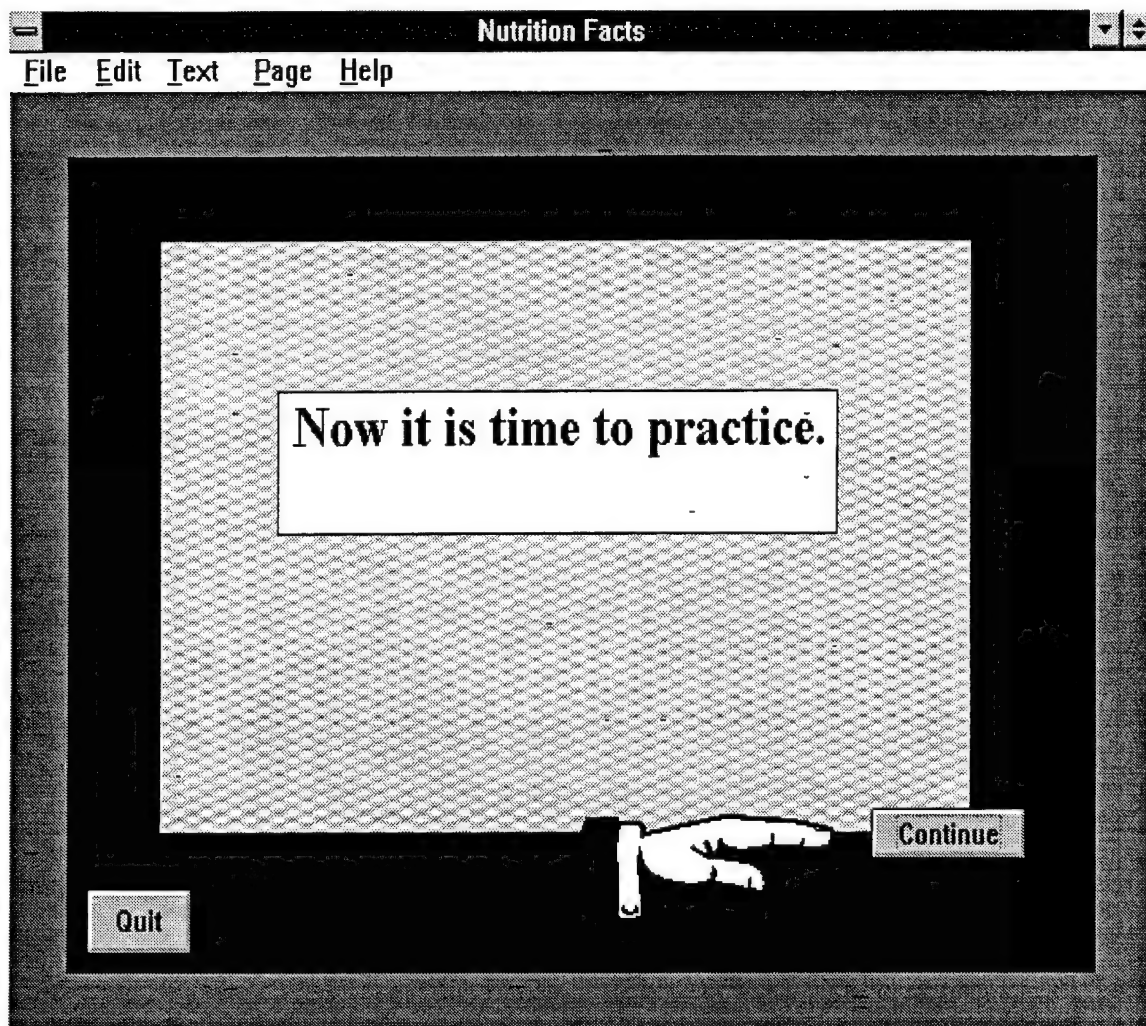 Nutrition Facts
File Edit Text Page Help
Now it is time to practice.
Continue
Quit